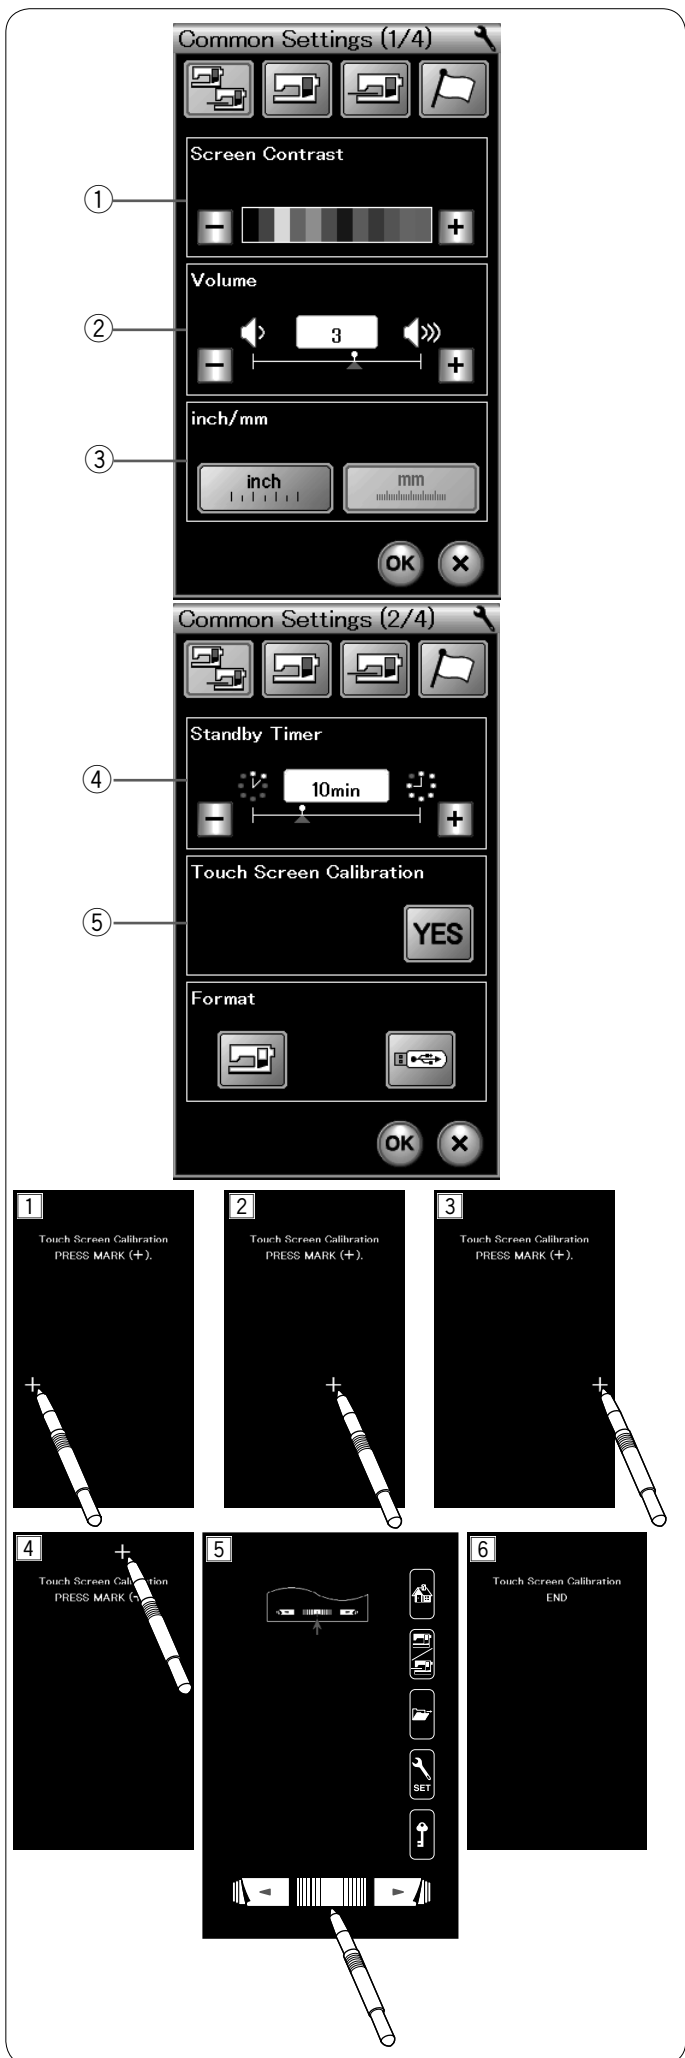 Common Settings (1/4)
Screen Contrast
①
− +
Volume
②
3
− +
inch/mm
③
inch mm
OK ×
Common Settings (2/4)
Standby Timer
④
10min
− +
Touch Screen Calibration
⑤
YES
Format
OK ×
1
Touch Screen Calibration
PRESS MARK (+).
2
Touch Screen Calibration
PRESS MARK (+).
3
Touch Screen Calibration
PRESS MARK (+).
4
Touch Screen
PRESS MARK
5
SET
6
Touch Screen Calibration
END